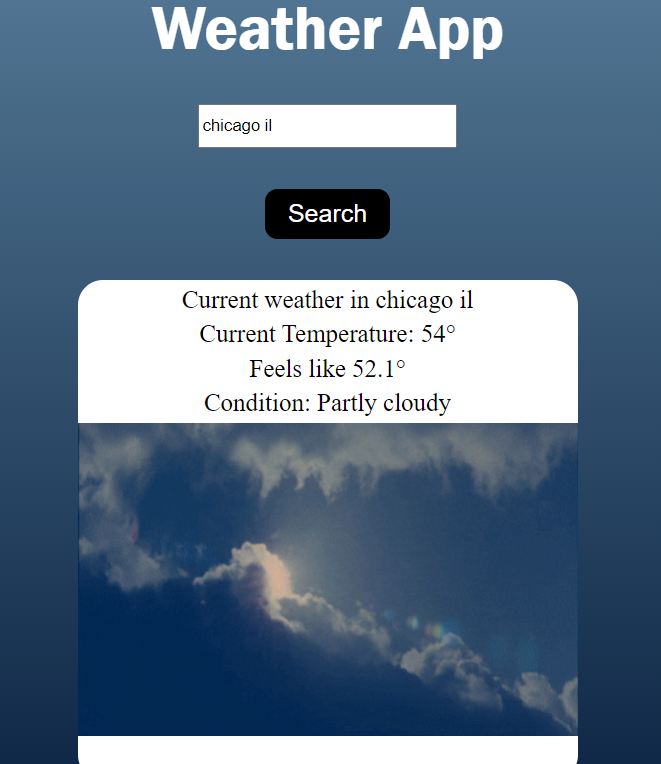 Weather App
chicago il
Search
Current weather in chicago il
Current Temperature: 54°
Feels like 52.1°
Condition: Partly cloudy